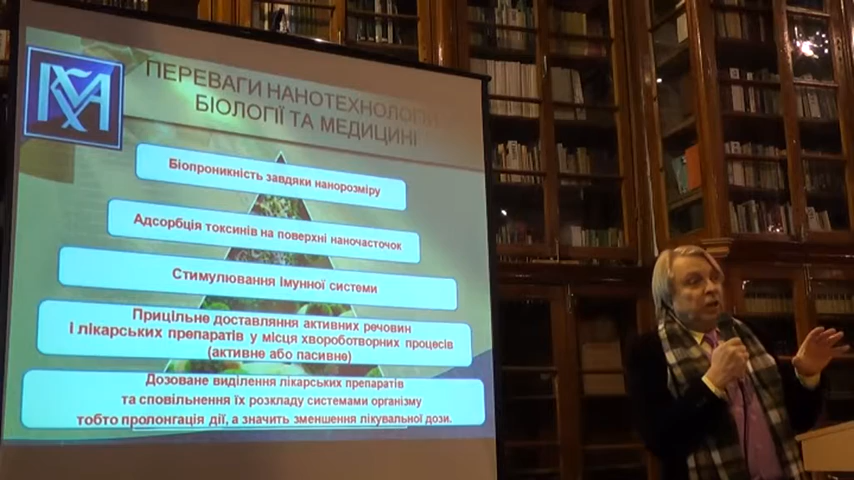 ПЕРЕВАГИ НАНОТЕХНОЛОГІЙ
БІОЛОГІЇ ТА МЕДИЦИНІ
Біопроникність завдяки нанорозміру
Адсорбція токсинів на поверхні наночасточок
Стимулювання Імунної системи
Прицільне доставляння активних речовин
І лікарських препаратів у місця хвороботворних процесів
(активне або пасивне)
Дозоване виділення лікарських препаратів
та сповільнення їх розкладу системами організму
тобто пролонгація дії, а значить зменшення лікувальної дози.